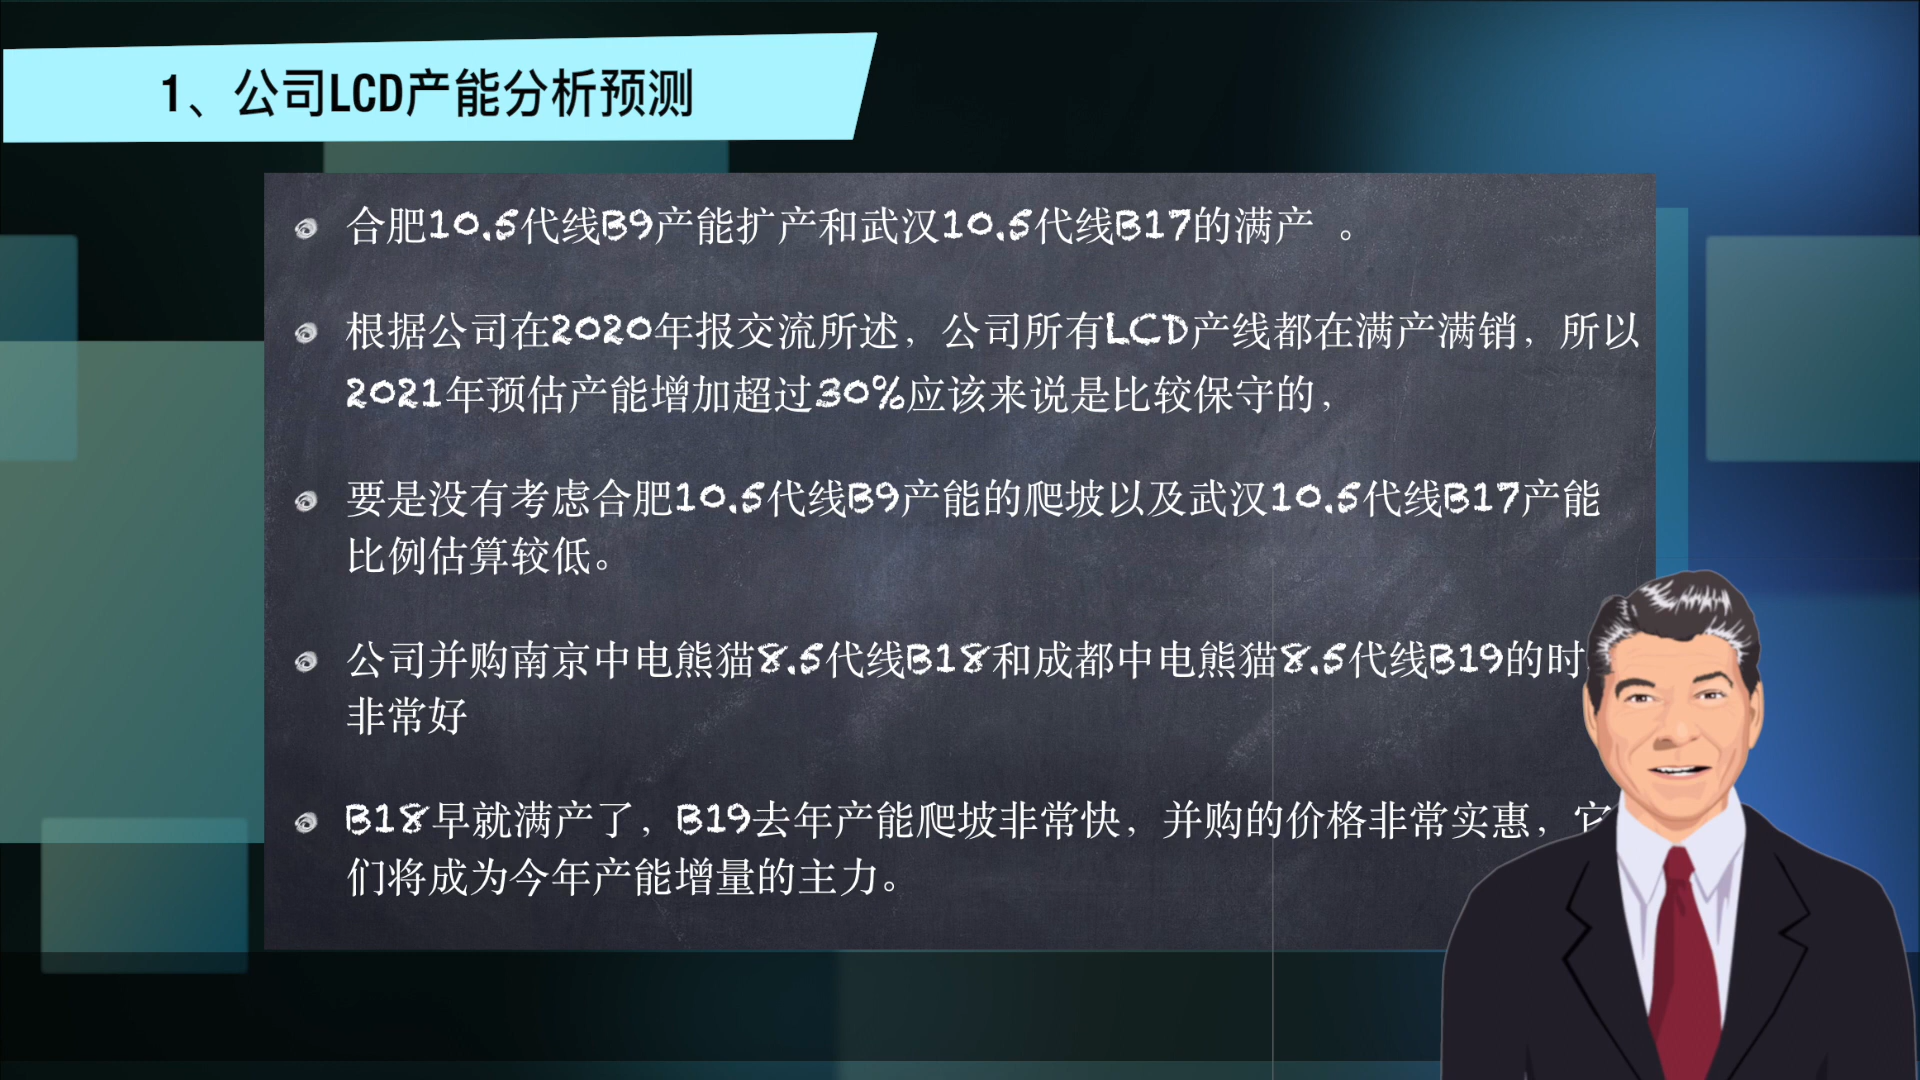 1、公司LCD产能分析预测
合肥10.5代线B9产能扩产和武汉10.5代线B17的满产 。
根据公司在2020年报交流所述，公司所有LCD产线都在满产满销，所以
2021年预估产能增加超过30%应该来说是比较保守的，
要是没有考虑合肥10.5代线B9产能的爬坡以及武汉10.5代线B17产能
比例估算较低。
公司并购南京中电熊猫8.5代线B18和成都中电熊猫8.5代线B19的时
非常好
B18早就满产了，B19去年产能爬坡非常快，并购的价格非常实惠，它
们将成为今年产能增量的主力。